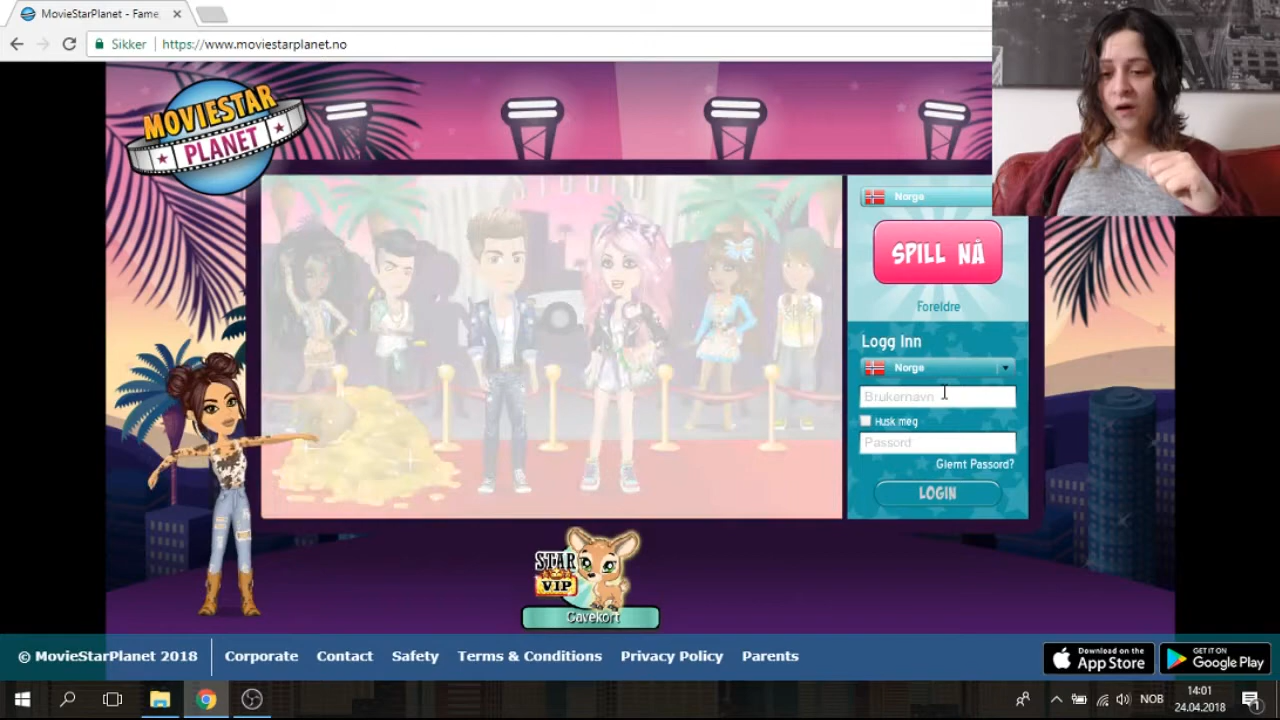 MovieStarPlanet - Fame
Sikker
https://www.moviestarplanet.no
MOVIESTAR
PLANET
Norge
SPILL NÅ
Foreldre
Logg Inn
Norge
Brukernavn
Husk meg
Passord
Glemt Passord?
LOGIN
STAR
VIP
Gavekort
© MovieStarPlanet 2018
Corporate
Contact
Safety
Terms & Conditions
Privacy Policy
Parents
Download on the
App Store
GET IT ON
Google Play
NOB
14:01
24.04.2018
1